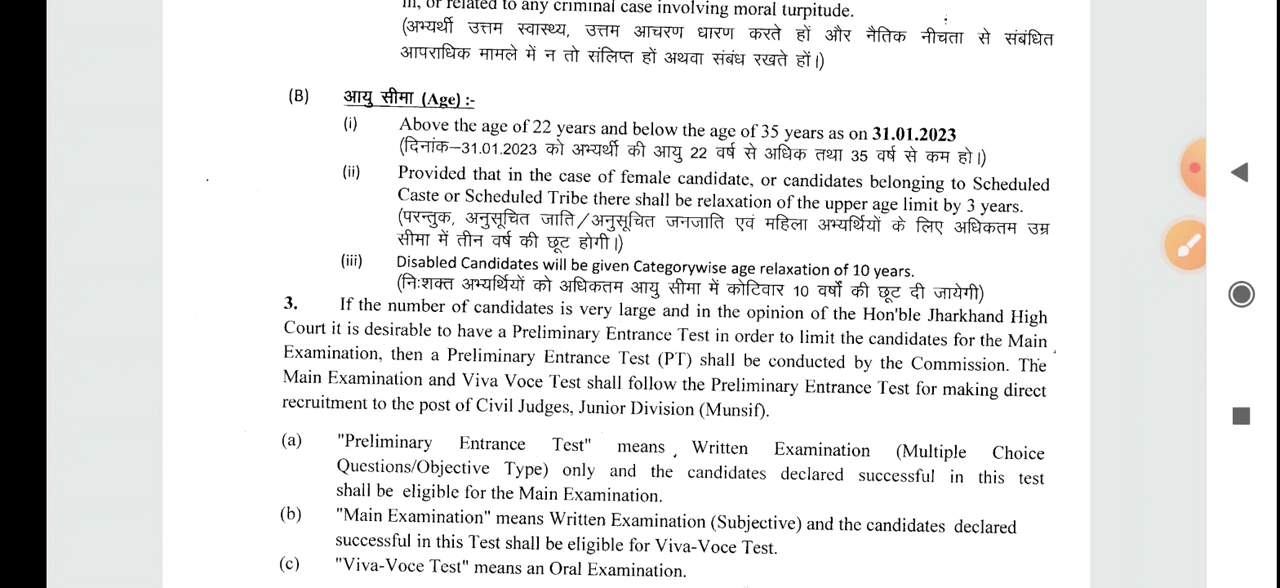 in, or related to any criminal case involving moral turpitude.
(अभ्यर्थी उत्तम स्वास्थ्य, उत्तम आचरण धारण करते हों और नैतिक नीचता से संबंधित
आपराधिक मामले में न तो संलिप्त हों अथवा संबंध रखते हों।)
(B) आयु सीमा (Age) :-
(i) Above the age of 22 years and below the age of 35 years as on 31.01.2023
(दिनांक–31.01.2023 को अभ्यर्थी की आयु 22 वर्ष से अधिक तथा 35 वर्ष से कम हो।)
(ii) Provided that in the case of female candidate, or candidates belonging to Scheduled
Caste or Scheduled Tribe there shall be relaxation of the upper age limit by 3 years.
(परन्तुक, अनुसूचित जाति/अनुसूचित जनजाति एवं महिला अभ्यर्थियों के लिए अधिकतम उम्र
सीमा में तीन वर्ष की छूट होगी।)
(iii) Disabled Candidates will be given Categorywise age relaxation of 10 years.
(निःशक्त अभ्यर्थियों को अधिकतम आयु सीमा में कोटिवार 10 वर्षों की छूट दी जायेगी)
3. If the number of candidates is very large and in the opinion of the Hon'ble Jharkhand High
Court it is desirable to have a Preliminary Entrance Test in order to limit the candidates for the Main
Examination, then a Preliminary Entrance Test (PT) shall be conducted by the Commission. The
Main Examination and Viva Voce Test shall follow the Preliminary Entrance Test for making direct
recruitment to the post of Civil Judges, Junior Division (Munsif).
(a) "Preliminary Entrance Test" means Written Examination (Multiple Choice
Questions/Objective Type) only and the candidates declared successful in this test
shall be eligible for the Main Examination.
(b) "Main Examination" means Written Examination (Subjective) and the candidates declared
successful in this Test shall be eligible for Viva-Voce Test.
(c) "Viva-Voce Test" means an Oral Examination.